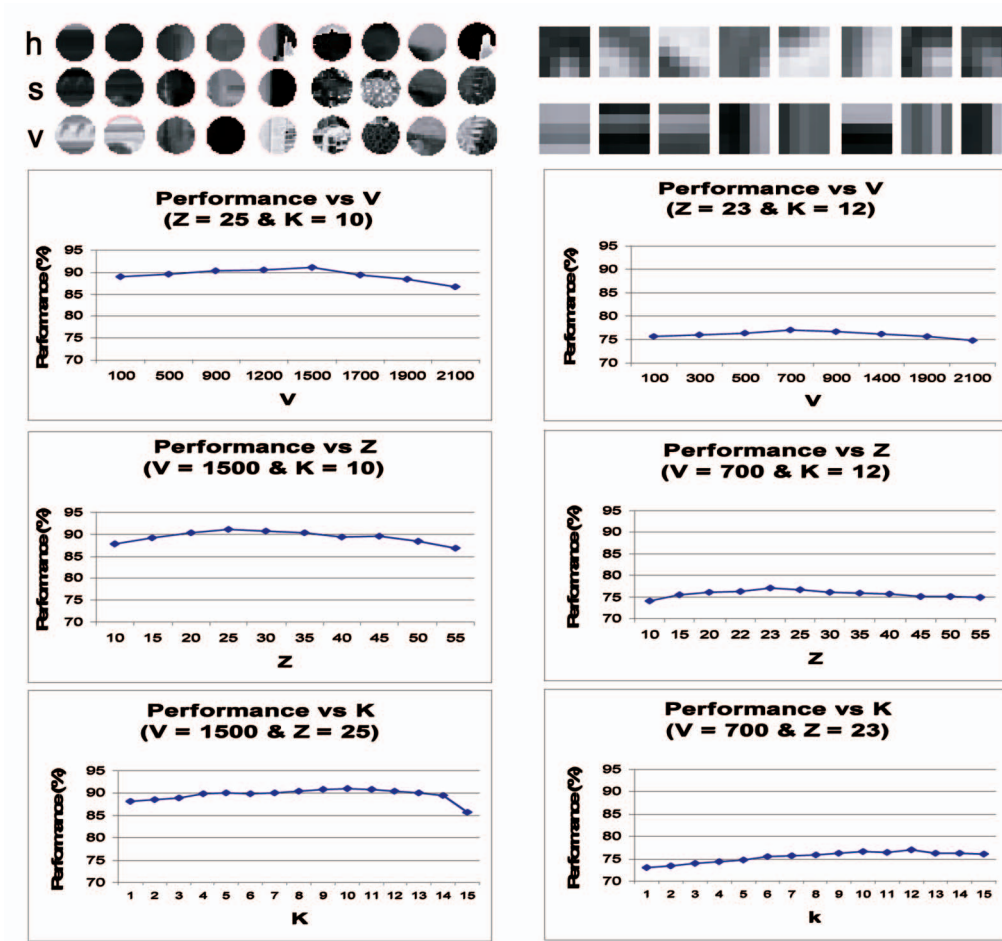 h
s
v
Performance vs V
(Z = 25 & K = 10)
Performance(%)
95
90
85
80
75
70
100 500 900 1200 1500 1700 1900 2100
V
Performance vs V
(Z = 23 & K = 12)
Performance(%)
95
90
85
80
75
70
100 300 500 700 900 1400 1900 2100
V
Performance vs Z
(V = 1500 & K = 10)
Performance(%)
95
90
85
80
75
70
10 15 20 25 30 35 40 45 50 55
Z
Performance vs Z
(V = 700 & K = 12)
Performance(%)
95
90
85
80
75
70
10 15 20 22 23 25 30 35 40 45 50 55
Z
Performance vs K
(V = 1500 & Z = 25)
Performance(%)
95
90
85
80
75
70
1 2 3 4 5 6 7 8 9 10 11 12 13 14 15
K
Performance vs K
(V = 700 & Z = 23)
Performance(%)
95
90
85
80
75
70
1 2 3 4 5 6 7 8 9 10 11 12 13 14 15
k